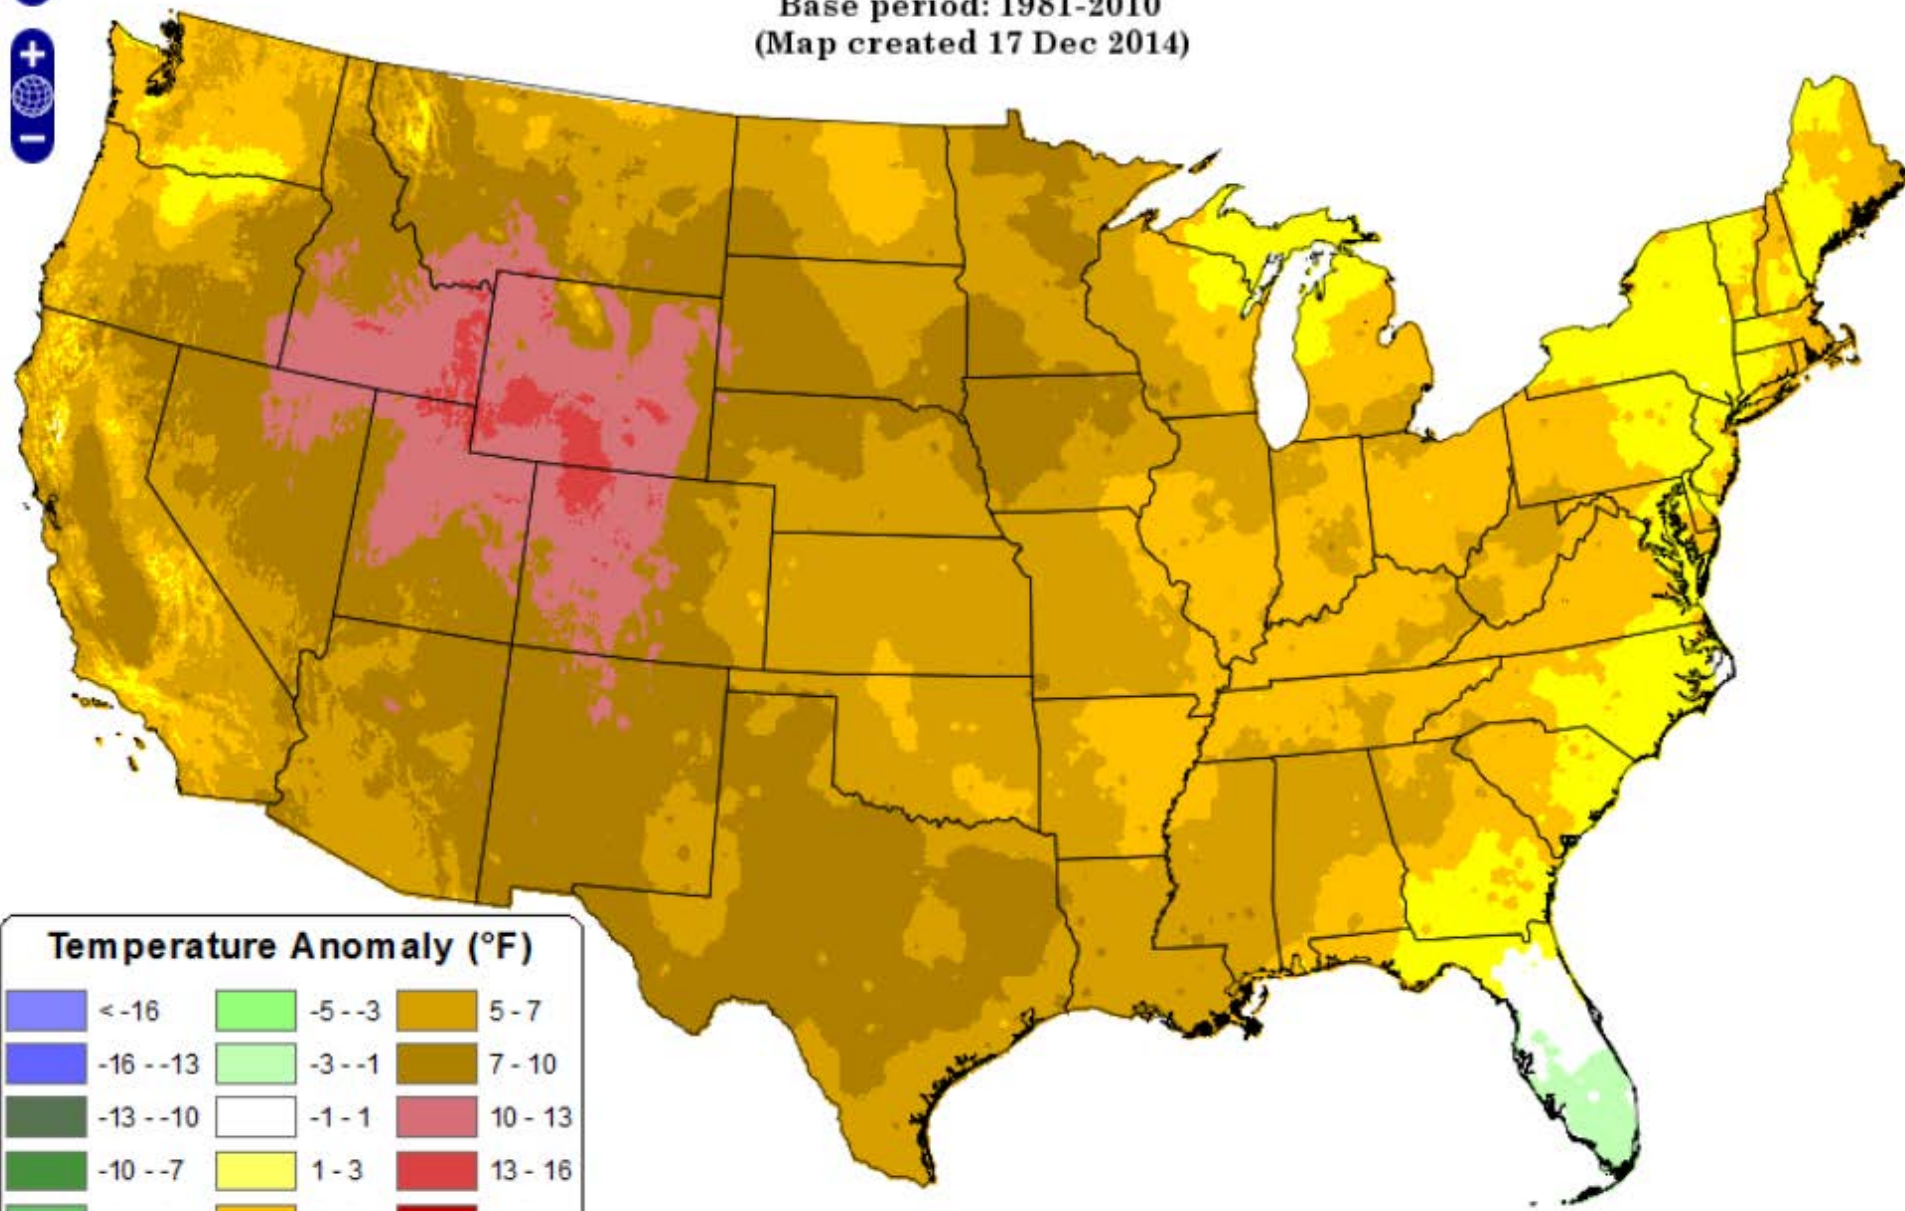 Base period: 1981-2010
(Map created 17 Dec 2014)
Temperature Anomaly (°F)
< -16
-5 - -3
5 - 7
-16 - -13
-3 - -1
7 - 10
-13 - -10
-1 - 1
10 - 13
-10 - -7
1 - 3
13 - 16